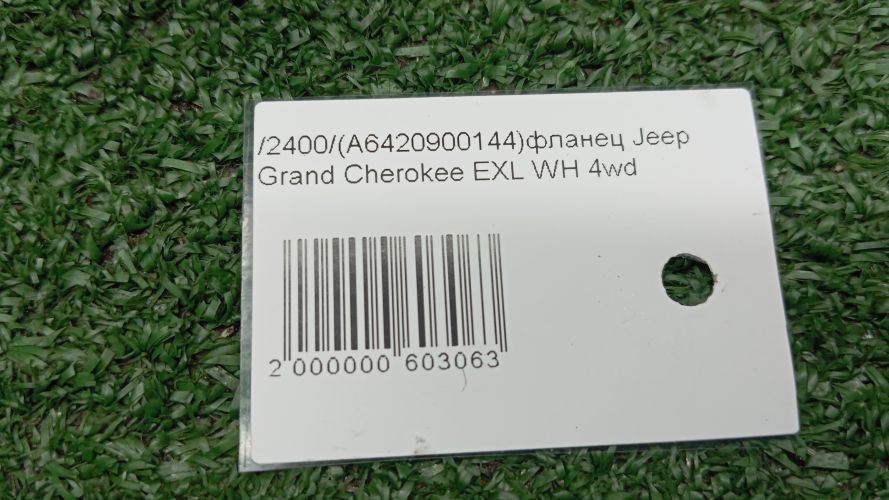 /2400/(A6420900144)фланец Jeep
Grand Cherokee EXL WH 4wd
2 000000 603063